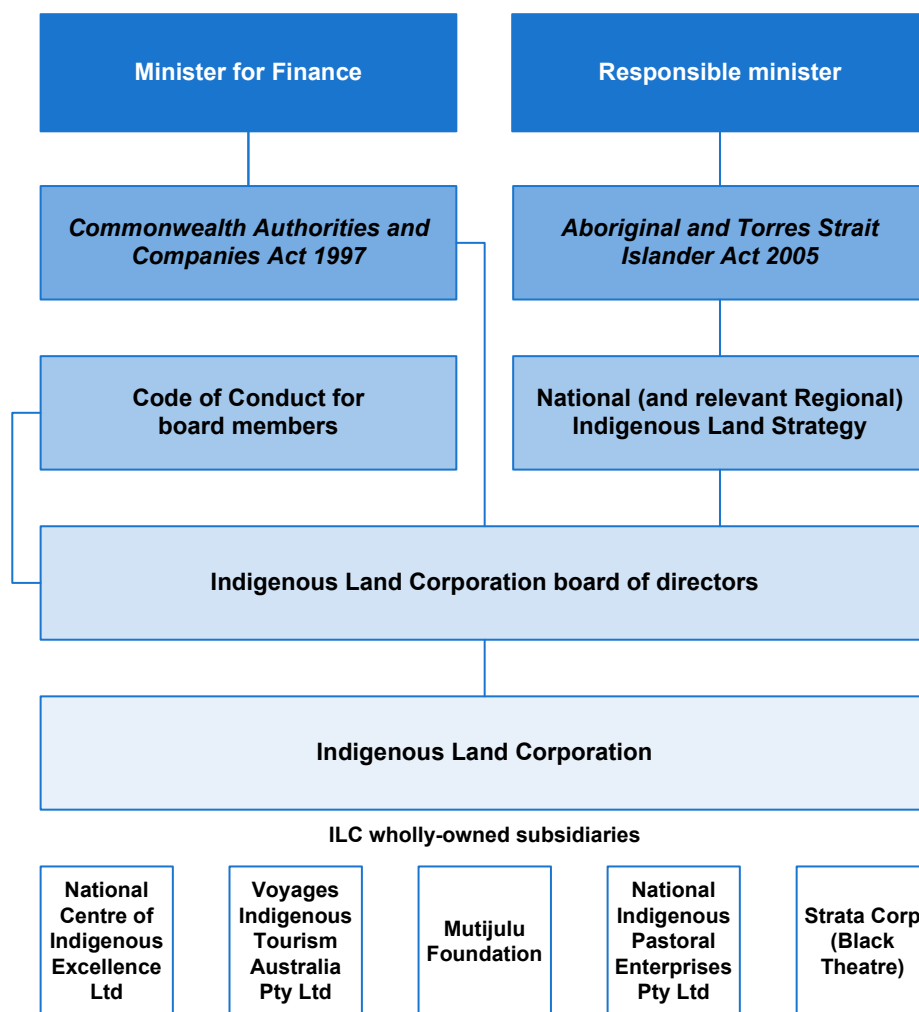 Minister for Finance
Responsible minister
Commonwealth Authorities and
Companies Act 1997
Aboriginal and Torres Strait
Islander Act 2005
Code of Conduct for
board members
National (and relevant Regional)
Indigenous Land Strategy
Indigenous Land Corporation board of directors
Indigenous Land Corporation
ILC wholly-owned subsidiaries
National
Centre of
Indigenous
Excellence
Ltd
Voyages
Indigenous
Tourism
Australia
Pty Ltd
Mutijulu
Foundation
National
Indigenous
Pastoral
Enterprises
Pty Ltd
Strata Corp
(Black
Theatre)